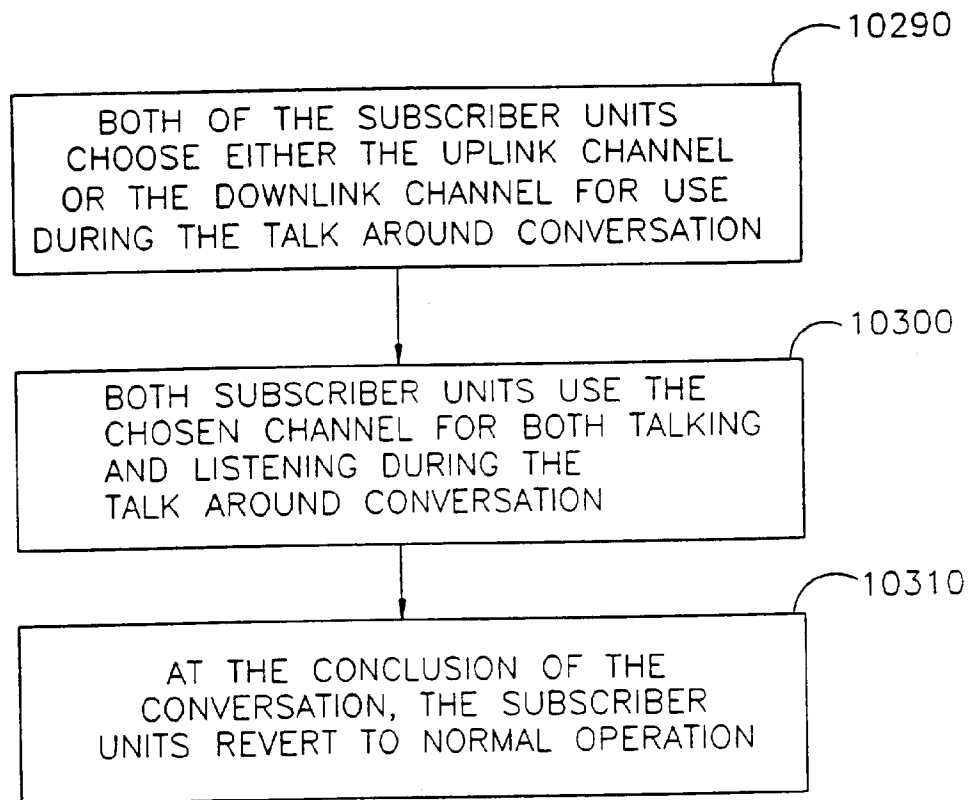 10290
BOTH OF THE SUBSCRIBER UNITS
CHOOSE EITHER THE UPLINK CHANNEL
OR THE DOWNLINK CHANNEL FOR USE
DURING THE TALK AROUND CONVERSATION
10300
BOTH SUBSCRIBER UNITS USE THE
CHOSEN CHANNEL FOR BOTH TALKING
AND LISTENING DURING THE
TALK AROUND CONVERSATION
10310
AT THE CONCLUSION OF THE
CONVERSATION, THE SUBSCRIBER
UNITS REVERT TO NORMAL OPERATION